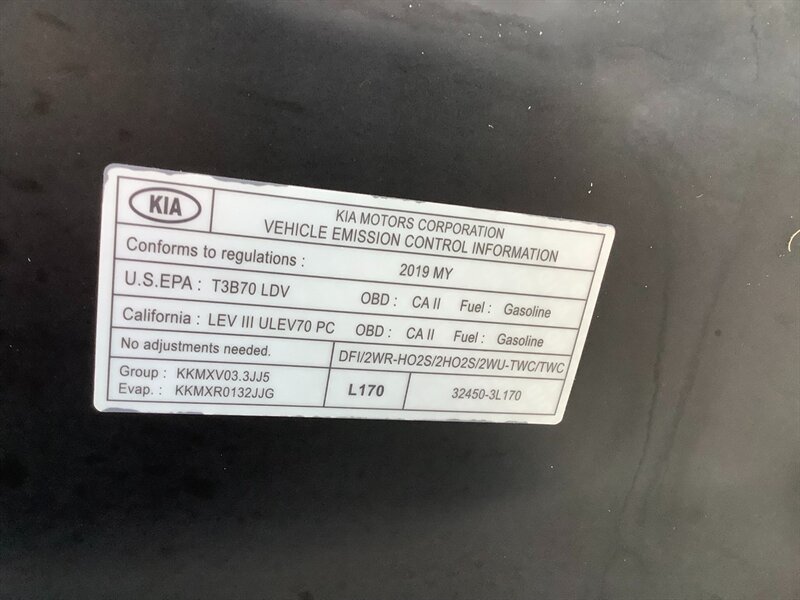 KIA
KIA MOTORS CORPORATION
VEHICLE EMISSION CONTROL INFORMATION
Conforms to regulations : 2019 MY
U.S.EPA : T3B70 LDV OBD : CA II Fuel : Gasoline
California : LEV III ULEV70 PC OBD : CA II Fuel : Gasoline
No adjustments needed. DFI/2WR-HO2S/2HO2S/2WU-TWC/TWC
Group : KKMXV03.3JJ5
Evap. : KKMXR0132JJG
L170 32450-3L170